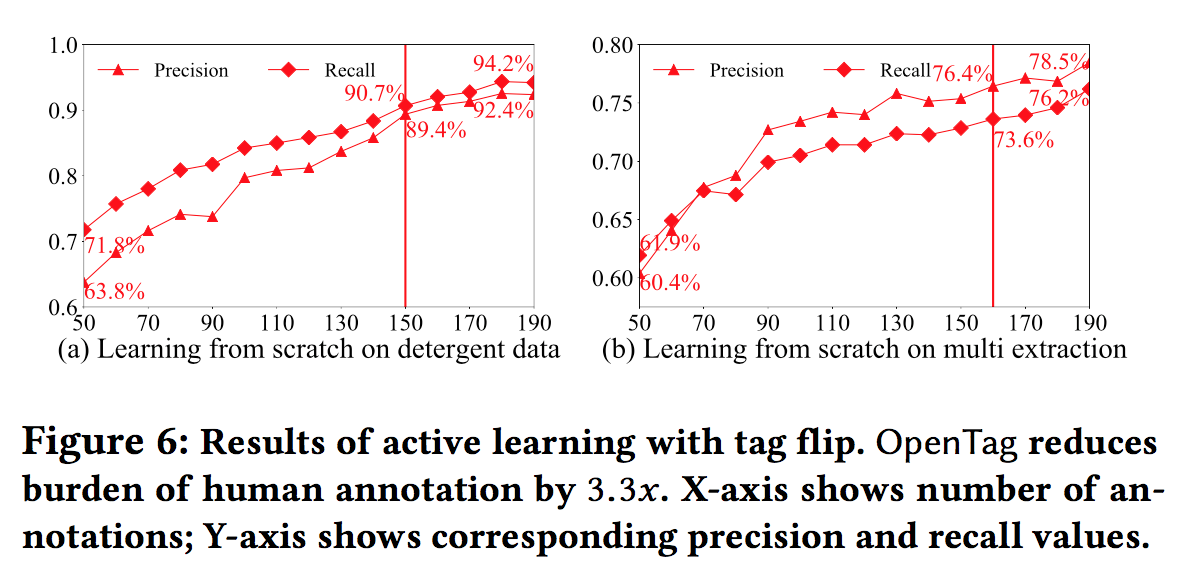 1.0
0.9
0.8
0.7
0.6
Precision
Recall
94.2%
90.7%
92.4%
89.4%
71.8%
63.8%
50 70 90 110 130 150 170 190
(a) Learning from scratch on detergent data
0.80
0.75
0.70
0.65
0.60
Precision
Recall
76.4%
78.5%
76.2%
73.6%
61.9%
60.4%
50 70 90 110 130 150 170 190
(b) Learning from scratch on multi extraction
Figure 6: Results of active learning with tag flip. OpenTag reduces
burden of human annotation by 3.3x. X-axis shows number of an-
notations; Y-axis shows corresponding precision and recall values.